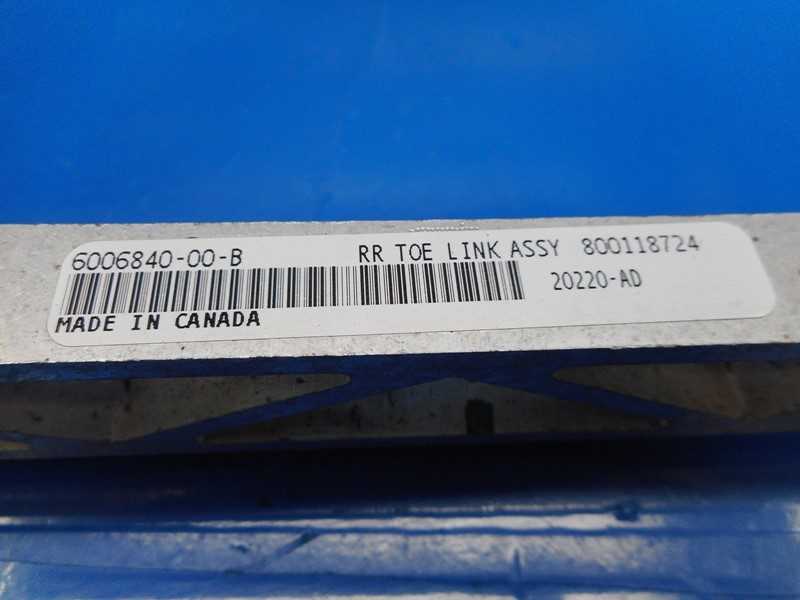 6006840-00-B RR TOE LINK ASSY 800118724
20220-AD
MADE IN CANADA